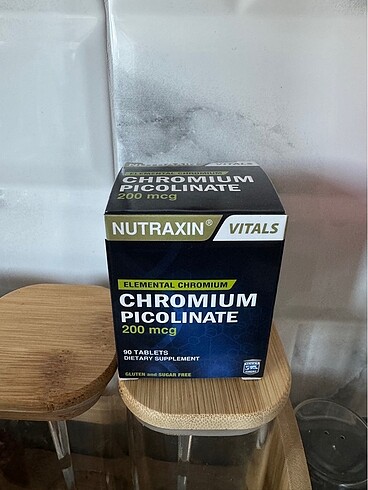 ELEMENTAL CHROMIUM
CHROMIUM
PICOLINATE
200 mcg
NUTRAXIN® VITALS
ELEMENTAL CHROMIUM
CHROMIUM
PICOLINATE
200 mcg
90 TABLETS
DIETARY SUPPLEMENT
GLUTEN and SUGAR FREE